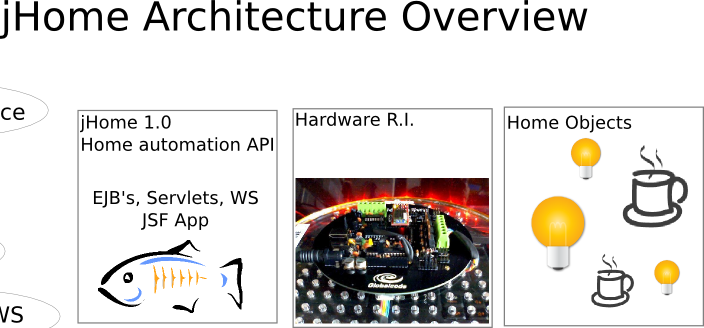 jHome Architecture Overview
ce
jHome 1.0
Home automation API
EJB's, Servlets, WS
JSF App
Hardware R.I.
Globalcode
Home Objects
WS